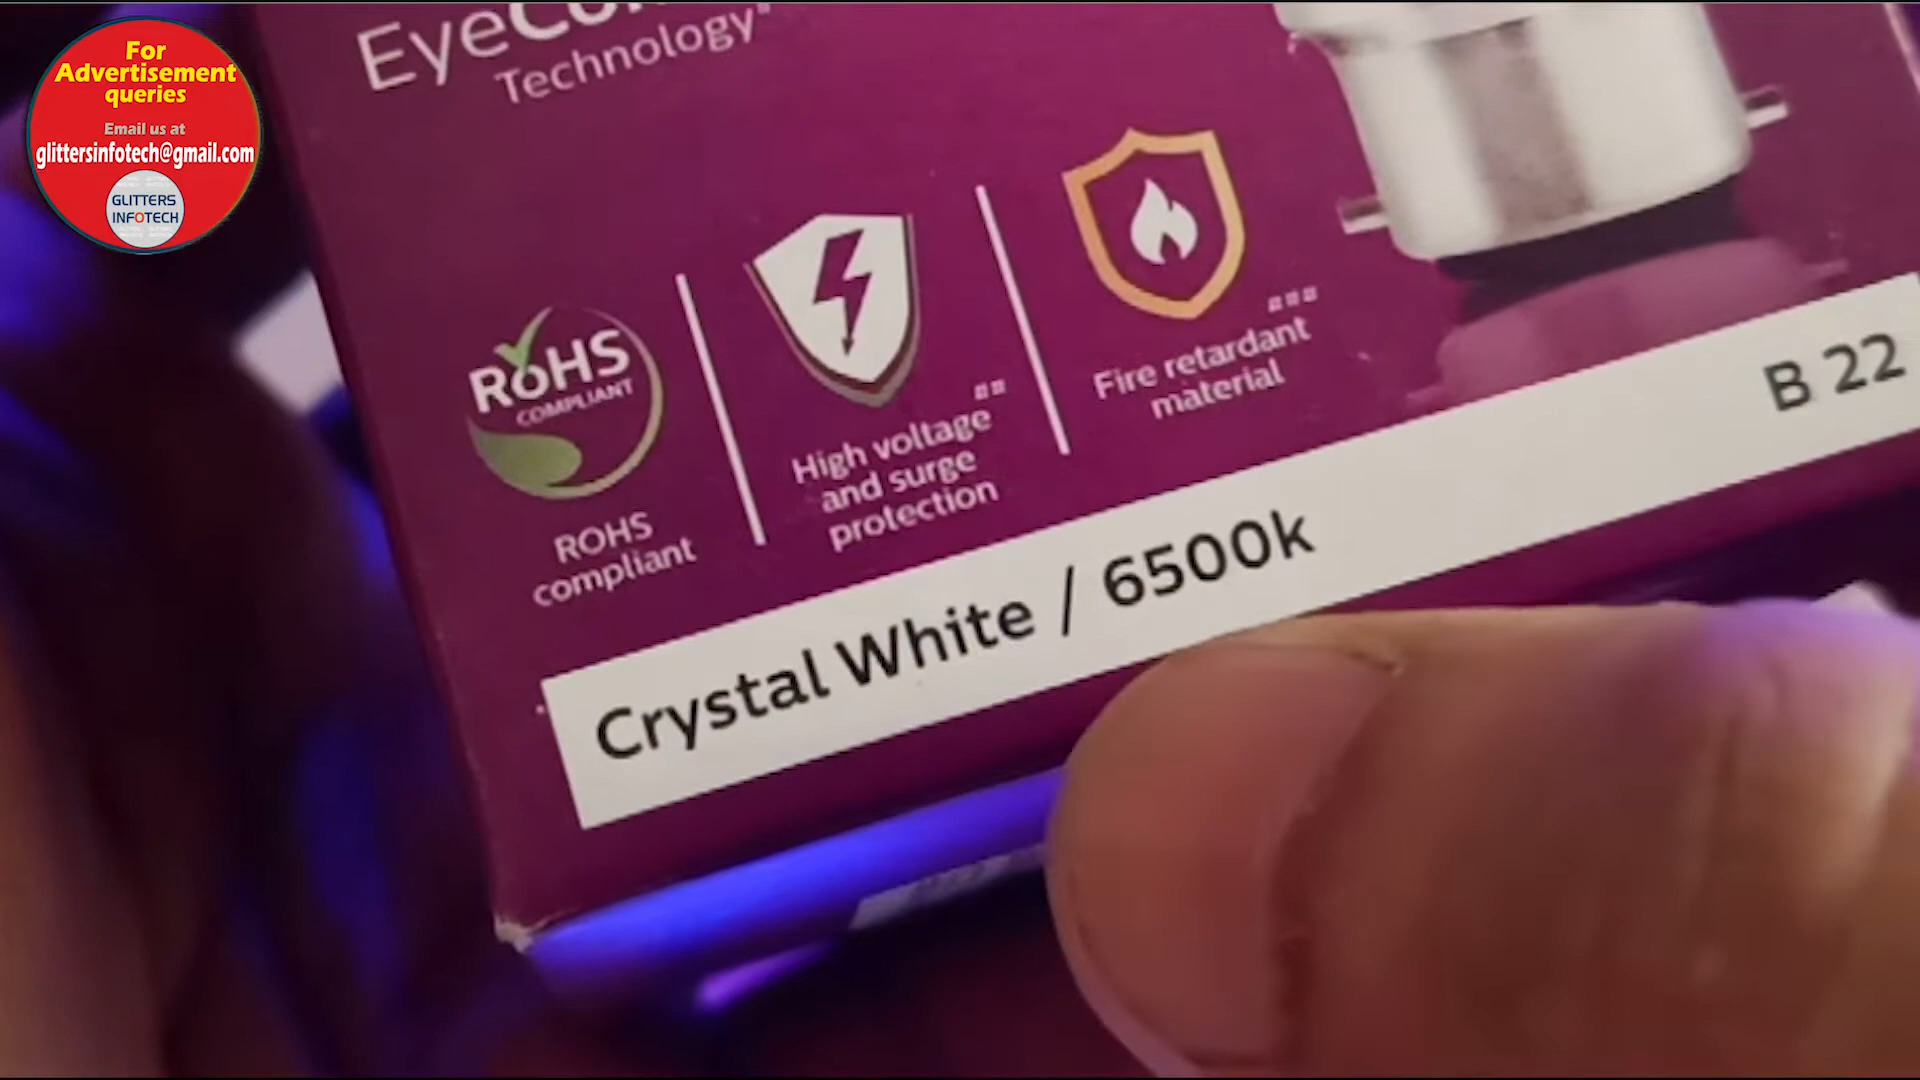 For
Advertisement
queries
Email us at
glittersinfotech@gmail.com
GLITTERS
INFOTECH
Technology
RoHS
COMPLIANT
ROHS
compliant
High voltage##
and surge
protection
Fire retardant###
material
Crystal White / 6500k
B 22